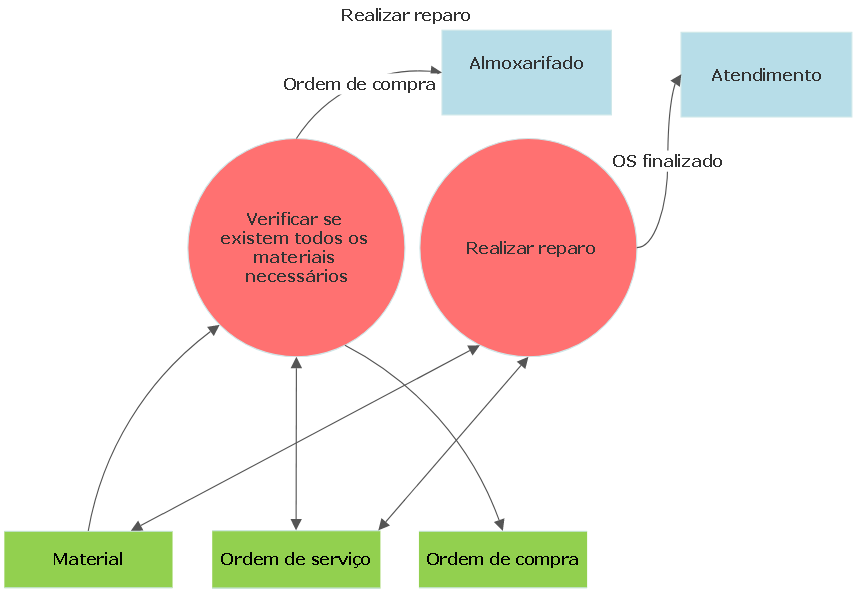 Realizar reparo
Almoxarifado
Atendimento
Ordem de compra
OS finalizado
Verificar se
existem todos os
materiais
necessários
Realizar reparo
Material
Ordem de serviço
Ordem de compra